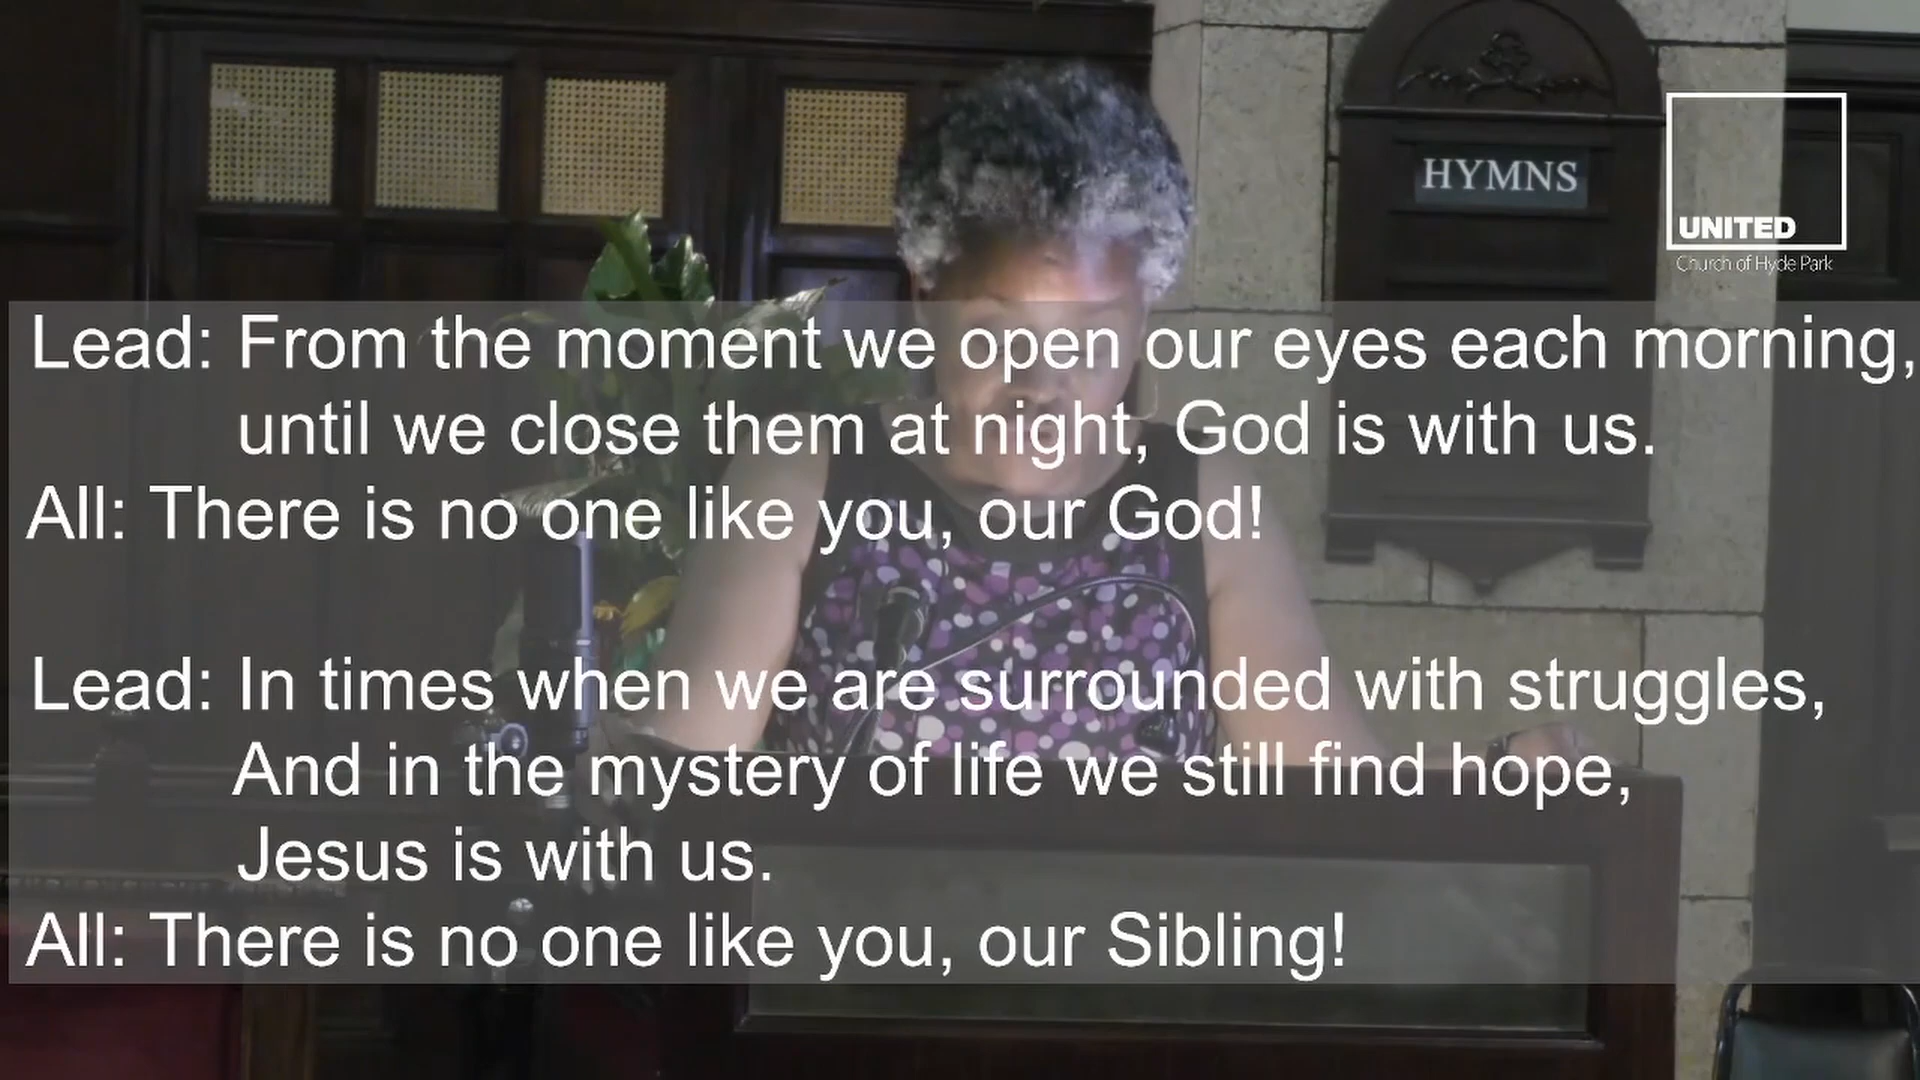 HYMNS
UNITED
Church of Hyde Park
Lead: From the moment we open our eyes each morning,
until we close them at night, God is with us.
All: There is no one like you, our God!
Lead: In times when we are surrounded with struggles,
And in the mystery of life we still find hope,
Jesus is with us.
All: There is no one like you, our Sibling!